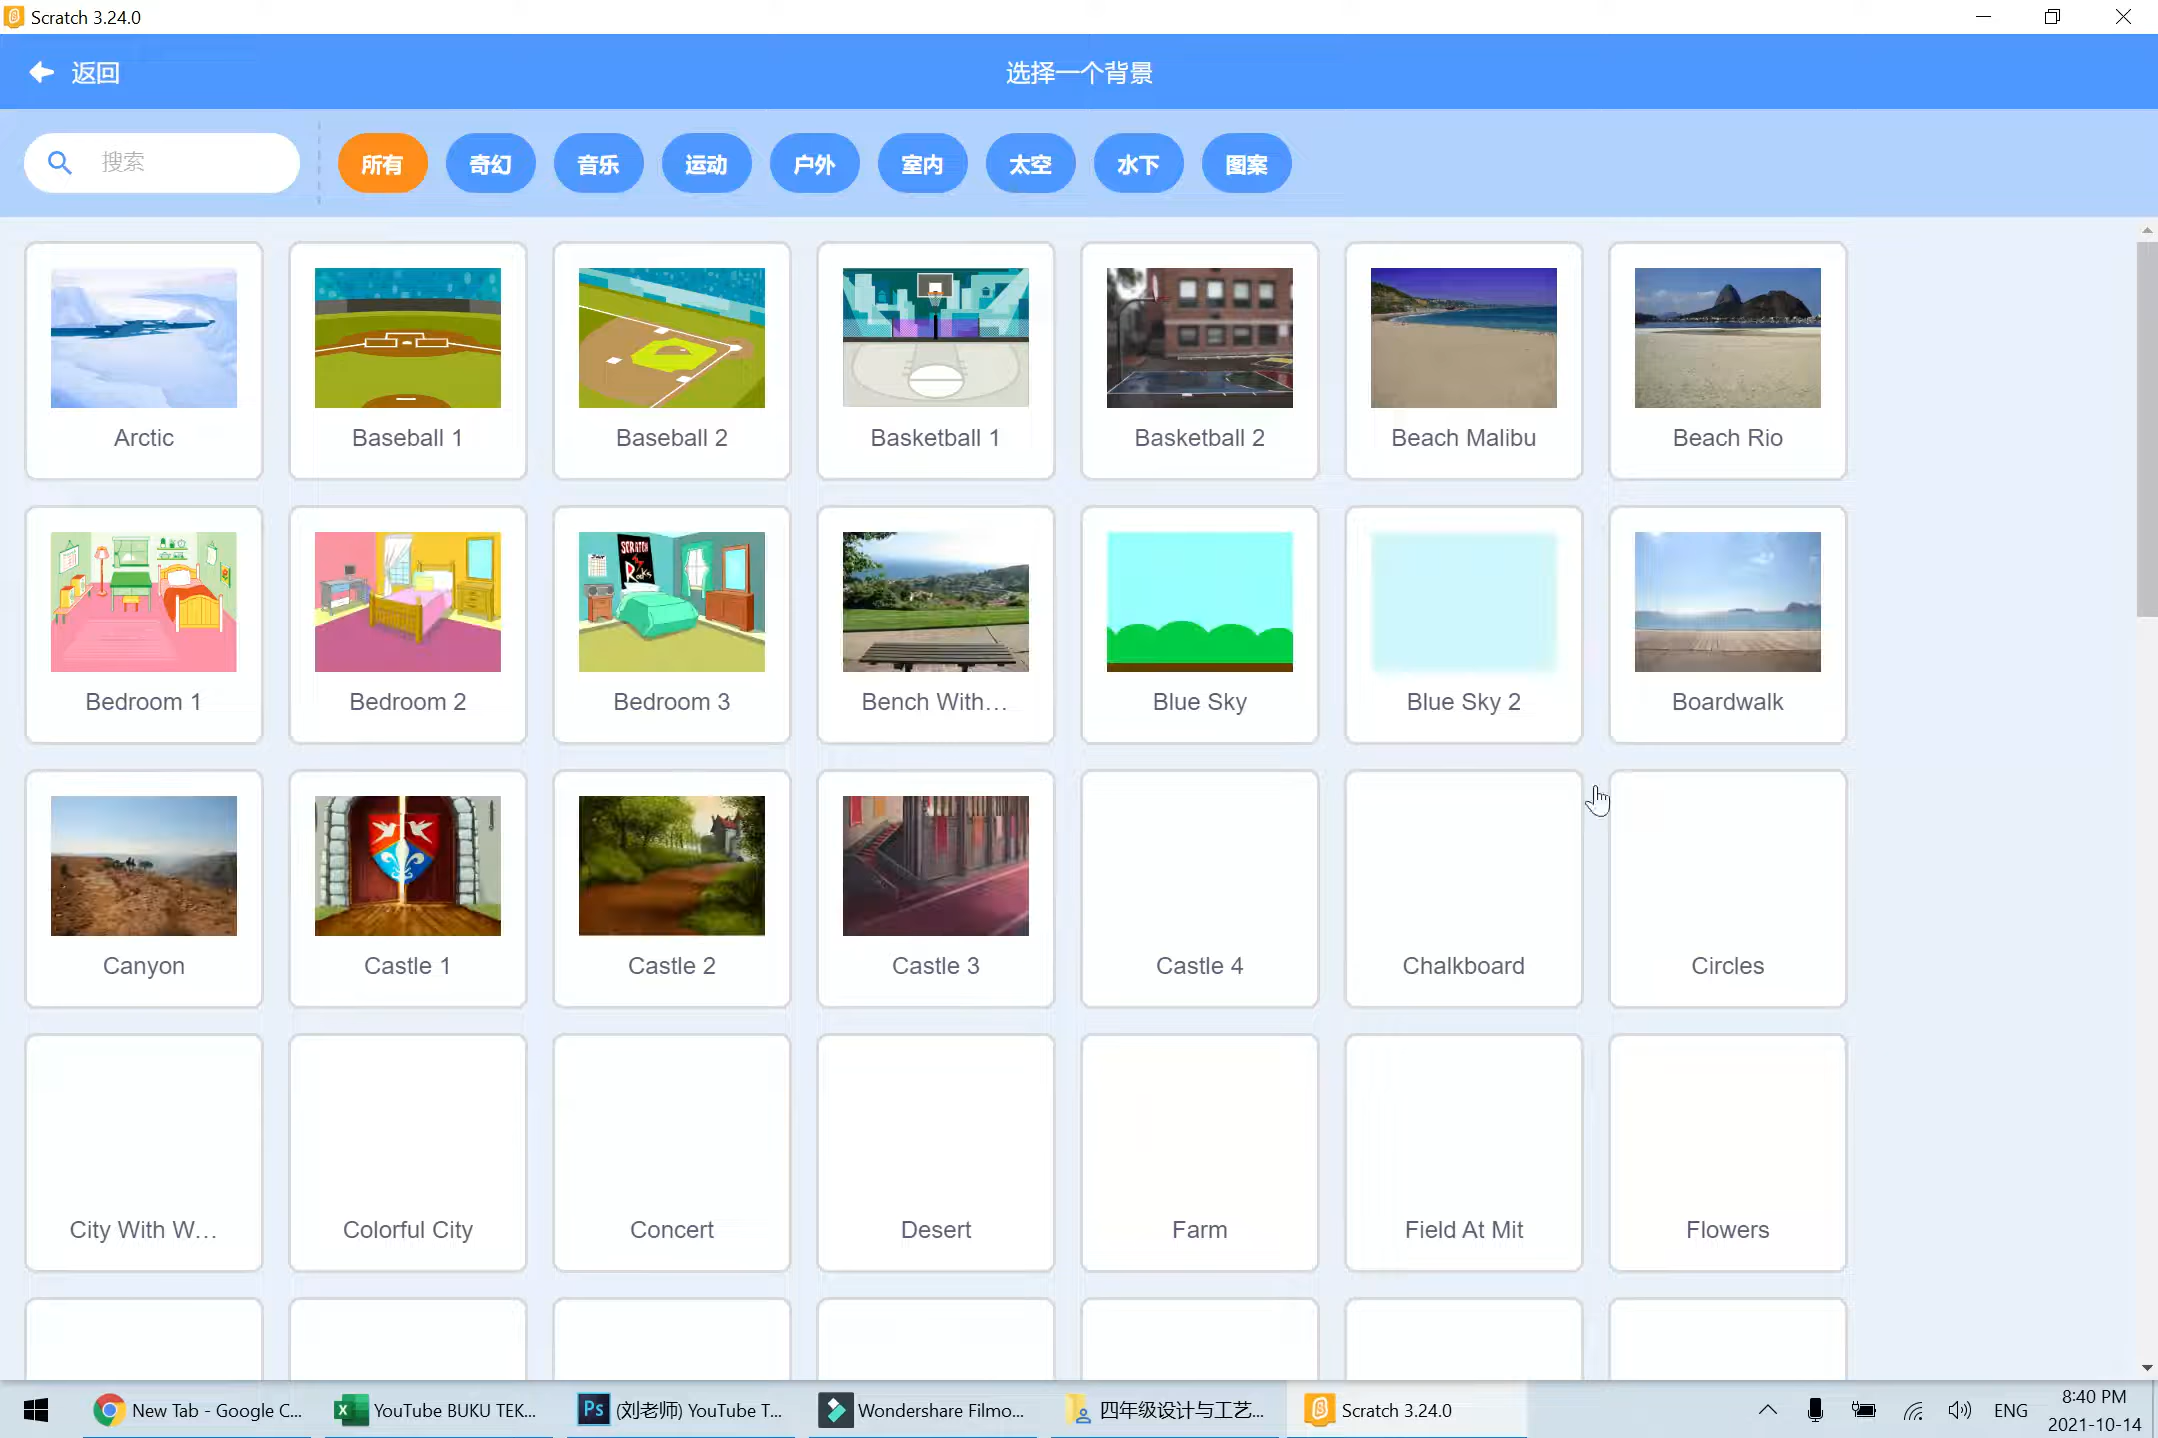 Scratch 3.24.0
返回
选择一个背景
搜索
所有
奇幻
音乐
运动
户外
室内
太空
水下
图案
Arctic
Baseball 1
Baseball 2
Basketball 1
Basketball 2
Beach Malibu
Beach Rio
SCRATCH
Rocks
Bedroom 1
Bedroom 2
Bedroom 3
Bench With...
Blue Sky
Blue Sky 2
Boardwalk
Canyon
Castle 1
Castle 2
Castle 3
Castle 4
Chalkboard
Circles
City With W...
Colorful City
Concert
Desert
Farm
Field At Mit
Flowers
New Tab - Google C...
YouTube BUKU TEK...
Ps
(刘老师) YouTube T...
Wondershare Filmo...
四年级设计与工艺...
Scratch 3.24.0
ENG
8:40 PM
2021-10-14